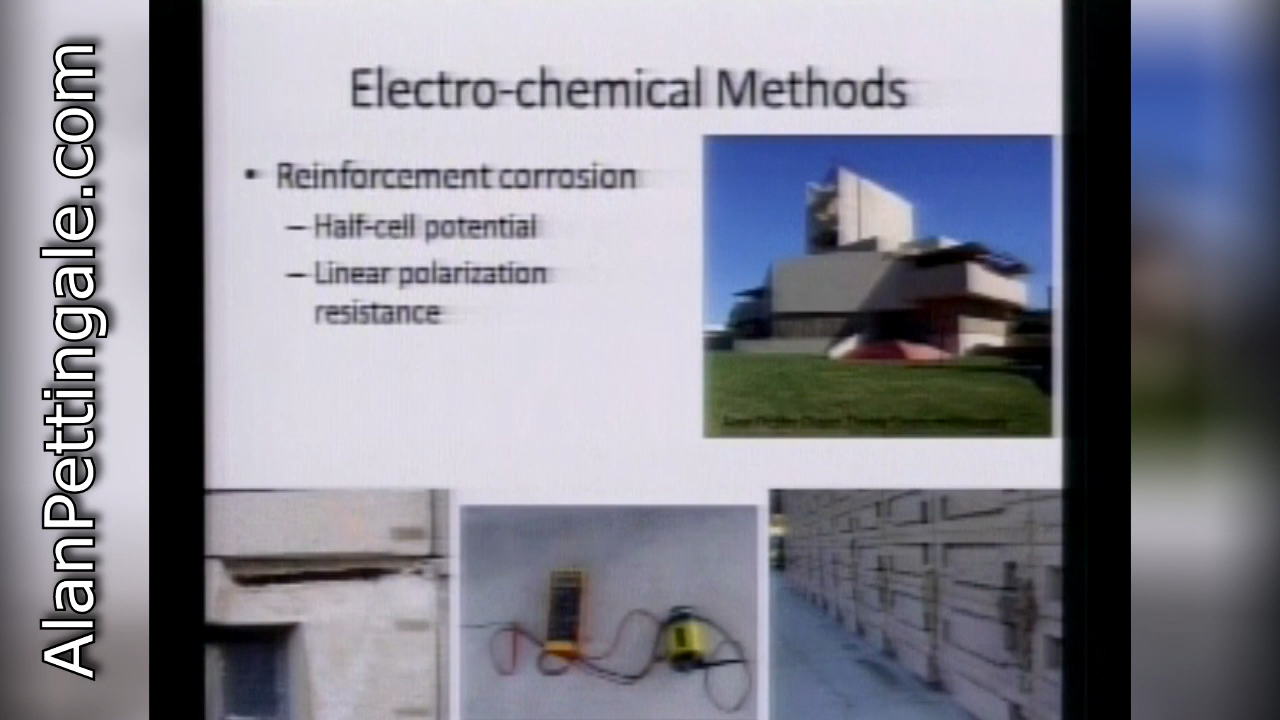 AlanPettingale.com
Electro-chemical Methods
• Reinforcement corrosion
– Half-cell potential
– Linear polarization
resistance